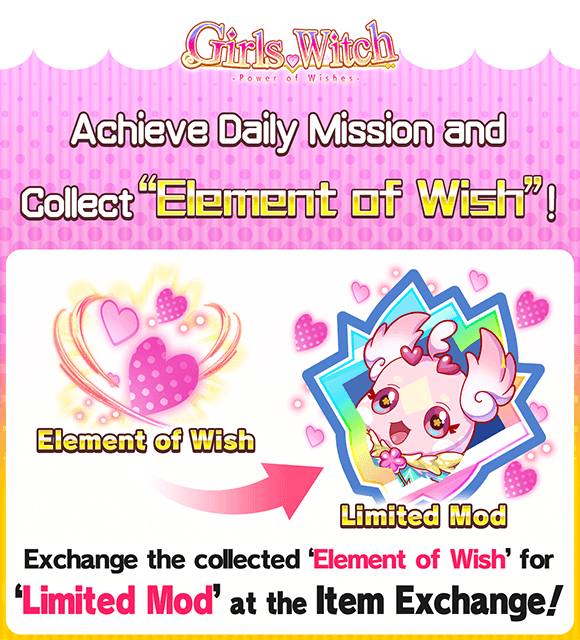 Girls Witch
-Power of Wishes-
Achieve Daily Mission and
Collect “Element of Wish”!
Element of Wish
Limited Mod
Exchange the collected ‘Element of Wish’ for
‘Limited Mod’ at the Item Exchange!